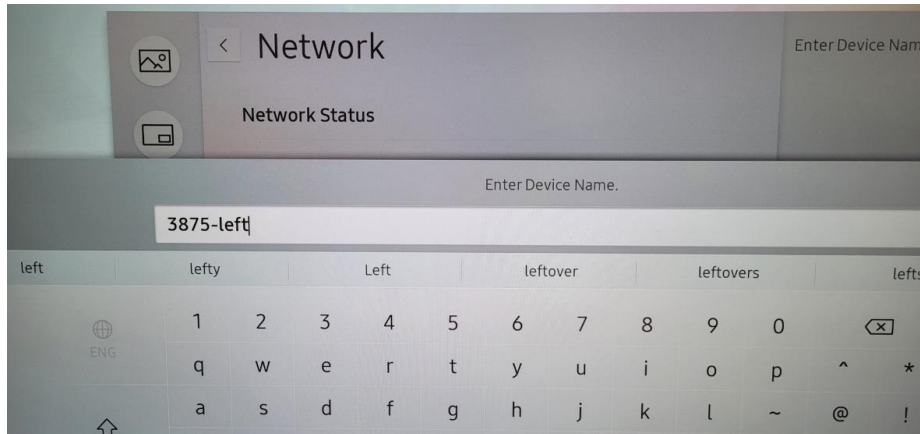 < Network
Enter Device Nam
Network Status
Enter Device Name.
3875-left
left lefty Left leftover leftovers lefts
1 2 3 4 5 6 7 8 9 0
ENG
q w e r t y u i o p ^ *
a s d f g h j k l ~ @ !